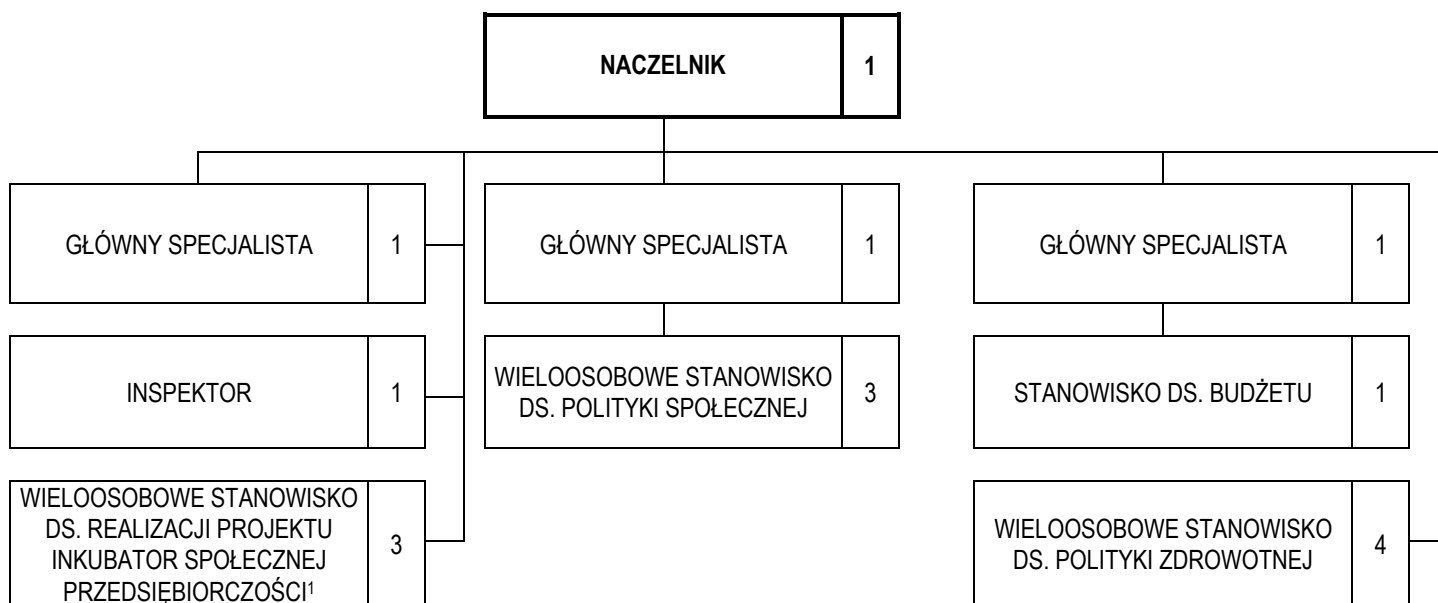 NACZELNIK
1
GŁÓWNY SPECJALISTA
1
GŁÓWNY SPECJALISTA
1
GŁÓWNY SPECJALISTA
1
INSPEKTOR
1
WIELOOSOBOWE STANOWISKO
DS. POLITYKI SPOŁECZNEJ
3
STANOWISKO DS. BUDŻETU
1
WIELOOSOBOWE STANOWISKO
DS. REALIZACJI PROJEKTU
INKUBATOR SPOŁECZNEJ
PRZEDSIĘBIORCZOŚCI¹
3
WIELOOSOBOWE STANOWISKO
DS. POLITYKI ZDROWOTNEJ
4